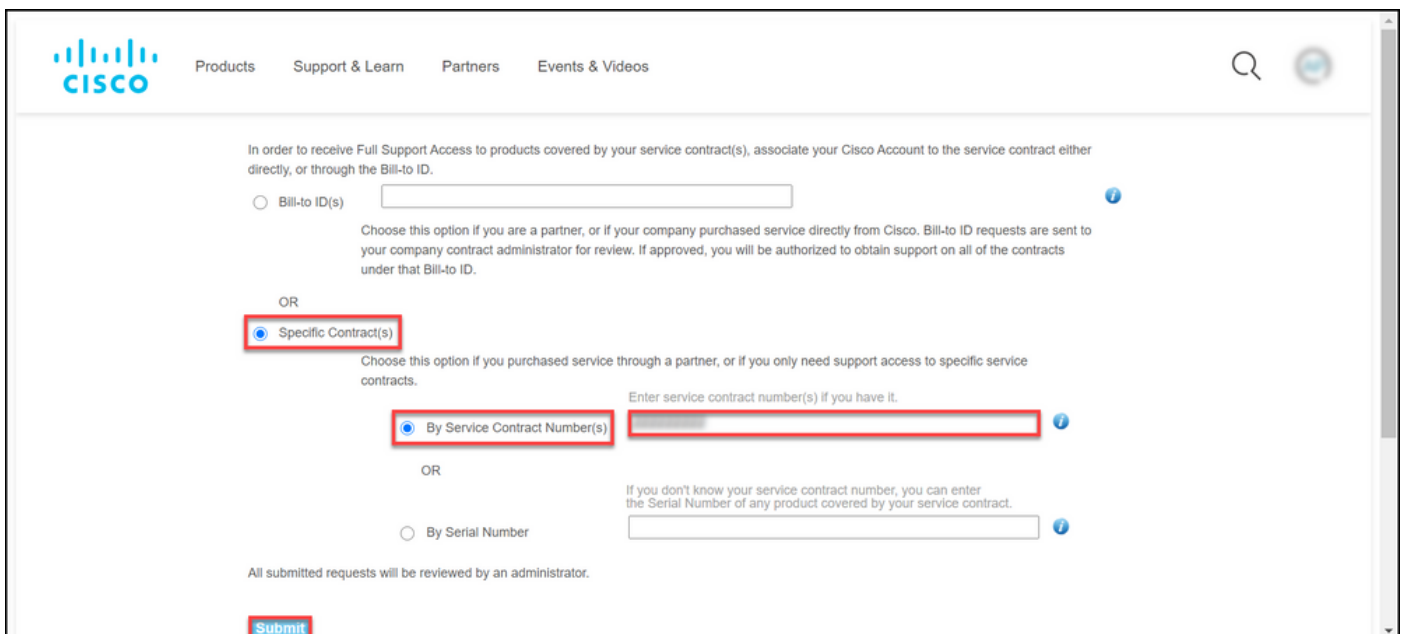 CISCO
Products Support & Learn Partners Events & Videos
In order to receive Full Support Access to products covered by your service contract(s), associate your Cisco Account to the service contract either
directly, or through the Bill-to ID.
Bill-to ID(s)
Choose this option if you are a partner, or if your company purchased service directly from Cisco. Bill-to ID requests are sent to
your company contract administrator for review. If approved, you will be authorized to obtain support on all of the contracts
under that Bill-to ID.
OR
Specific Contract(s)
Choose this option if you purchased service through a partner, or if you only need support access to specific service
contracts.
Enter service contract number(s) if you have it.
By Service Contract Number(s)
OR
If you don't know your service contract number, you can enter
the Serial Number of any product covered by your service contract.
By Serial Number
All submitted requests will be reviewed by an administrator.
Submit